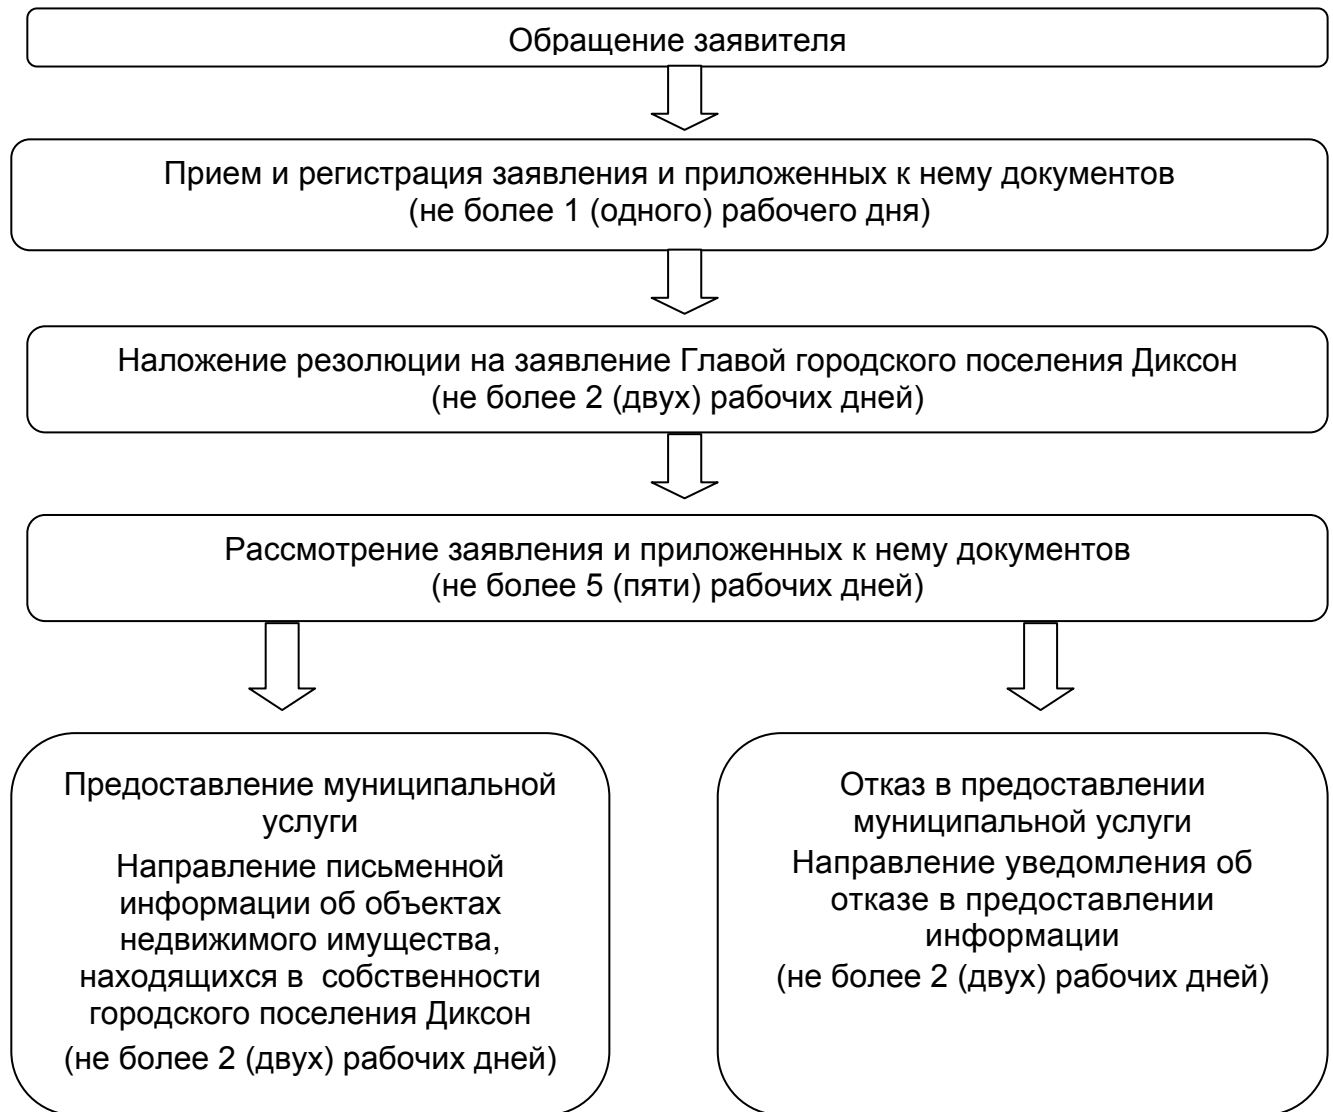 Обращение заявителя
Прием и регистрация заявления и приложенных к нему документов
(не более 1 (одного) рабочего дня)
Наложение резолюции на заявление Главой городского поселения Диксон
(не более 2 (двух) рабочих дней)
Рассмотрение заявления и приложенных к нему документов
(не более 5 (пяти) рабочих дней)
Предоставление муниципальной
услуги
Направление письменной
информации об объектах
недвижимого имущества,
находящихся в собственности
городского поселения Диксон
(не более 2 (двух) рабочих дней)
Отказ в предоставлении
муниципальной услуги
Направление уведомления об
отказе в предоставлении
информации
(не более 2 (двух) рабочих дней)